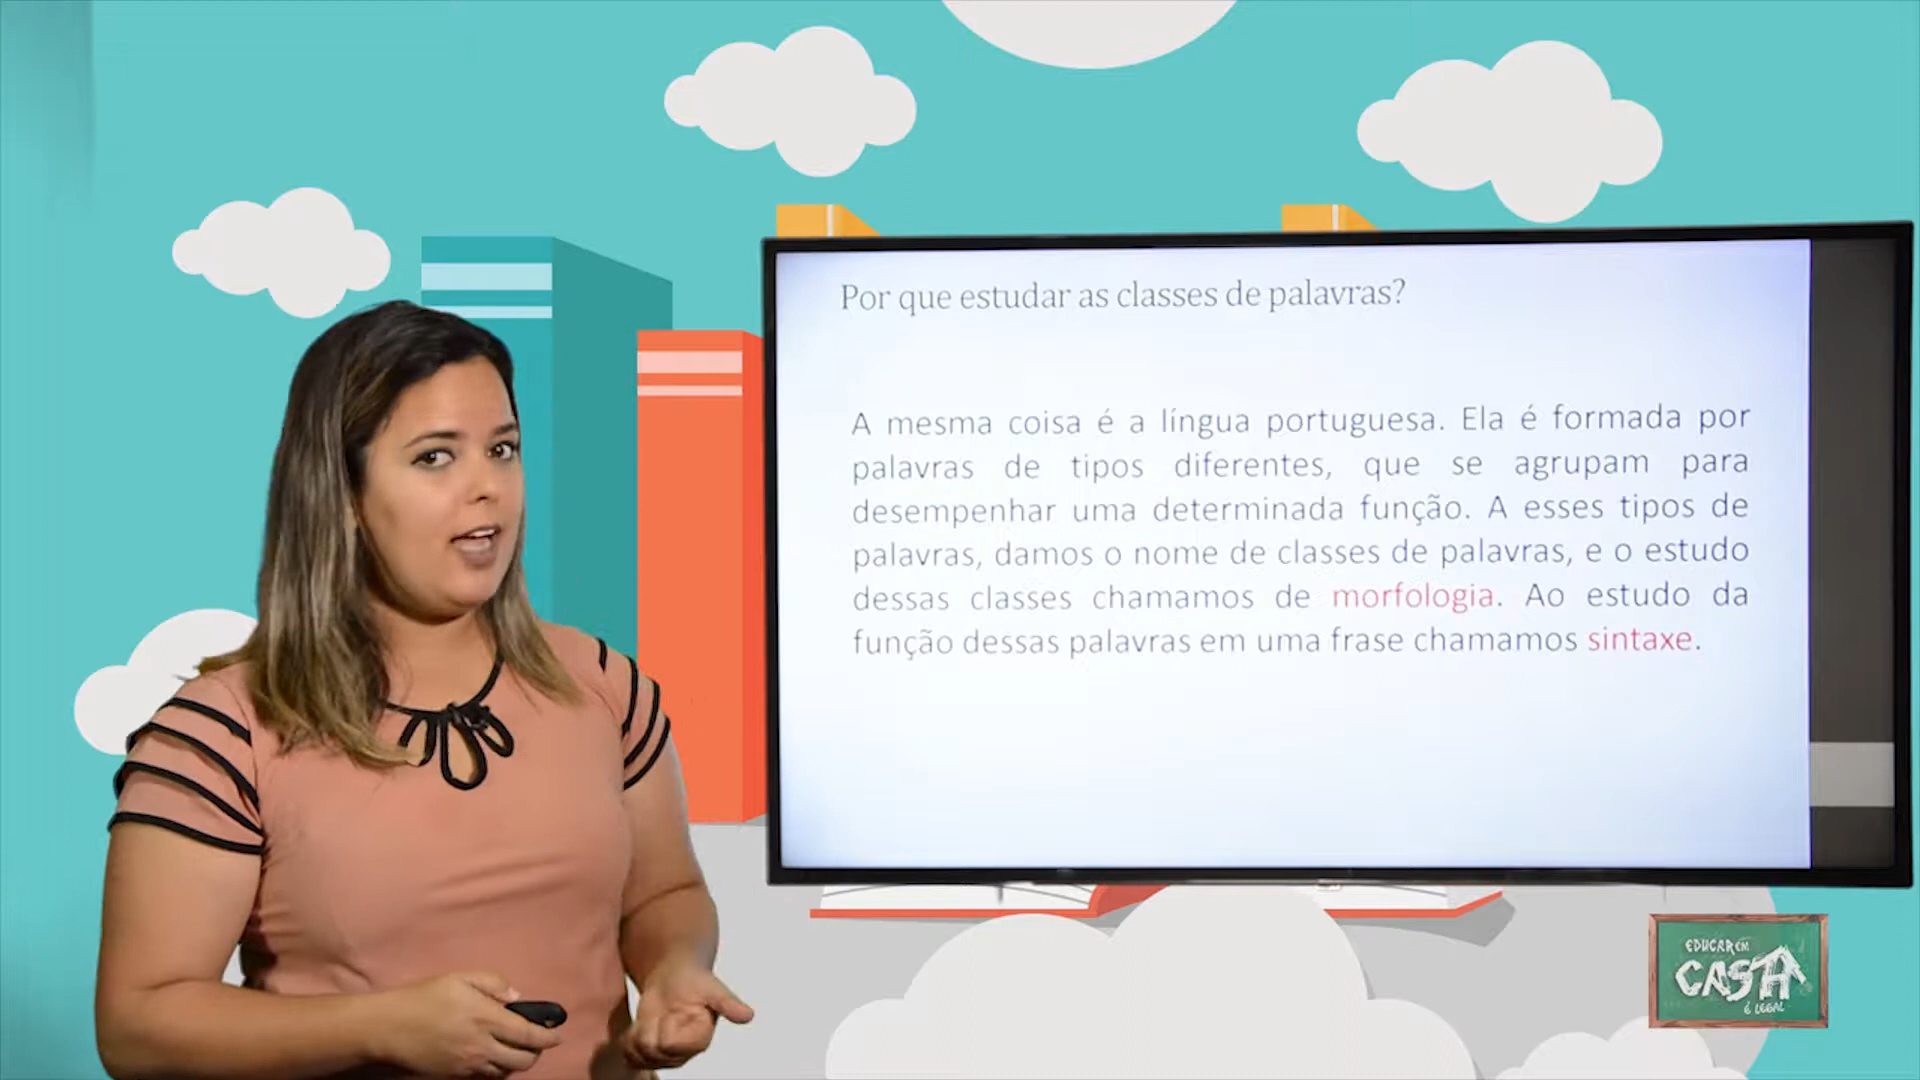 Por que estudar as classes de palavras?
A mesma coisa é a língua portuguesa. Ela é formada por
palavras de tipos diferentes, que se agrupam para
desempenhar uma determinada função. A esses tipos de
palavras, damos o nome de classes de palavras, e o estudo
dessas classes chamamos de morfologia. Ao estudo da
função dessas palavras em uma frase chamamos sintaxe.
EDUCAR EM
CASA
É LEGAL